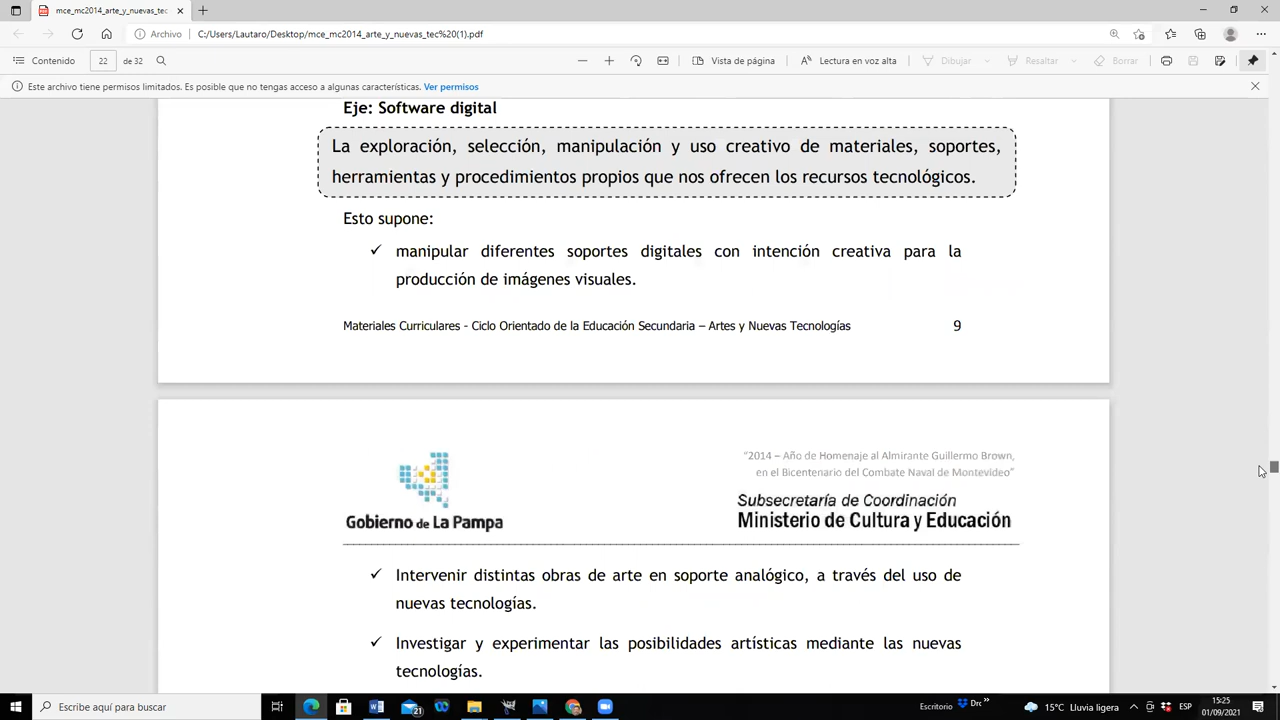 mce_mc2014_arte_y_nuevas_tec
Archivo
C:/Users/Lautaro/Desktop/mce_mc2014_arte_y_nuevas_tec%20(1).pdf
Contenido
22
de 32
Vista de página
Lectura en voz alta
Dibujar
Resaltar
Borrar
Este archivo tiene permisos limitados. Es posible que no tengas acceso a algunas características. Ver permisos
Eje: Software digital
La exploración, selección, manipulación y uso creativo de materiales, soportes,
herramientas y procedimientos propios que nos ofrecen los recursos tecnológicos.
Esto supone:
manipular diferentes soportes digitales con intención creativa para la
producción de imágenes visuales.
Materiales Curriculares - Ciclo Orientado de la Educación Secundaria – Artes y Nuevas Tecnologías 9
"2014 – Año de Homenaje al Almirante Guillermo Brown,
en el Bicentenario del Combate Naval de Montevideo"
Subsecretaría de Coordinación
Gobierno de La Pampa
Ministerio de Cultura y Educación
Intervenir distintas obras de arte en soporte analógico, a través del uso de
nuevas tecnologías.
Investigar y experimentar las posibilidades artísticas mediante las nuevas
tecnologías.
Escribe aquí para buscar
21
Escritorio
Drc
15°C Lluvia ligera
ESP
15:25
01/09/2021